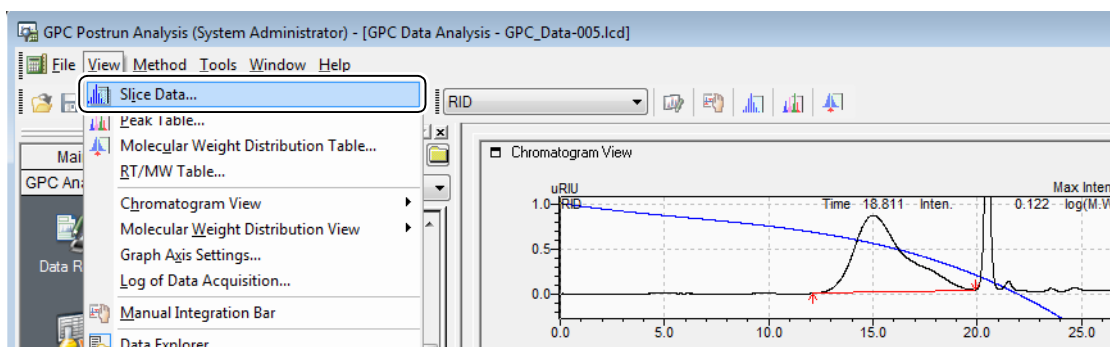 GPC Postrun Analysis (System Administrator) - [GPC Data Analysis - GPC_Data-005.lcd]
File View Method Tools Window Help
Slice Data...
RID
Peak Table...
Molecular Weight Distribution Table...
RT/MW Table...
Chromatogram View
Molecular Weight Distribution View
Graph Axis Settings...
Log of Data Acquisition...
Manual Integration Bar
Data Explorer
Mai
GPC An
Data R
Chromatogram View
uRIU
Max Inten
1.0
RID
Time 18.811 Inten. 0.122 log(M.W
0.5
0.0
0.0 5.0 10.0 15.0 20.0 25.0